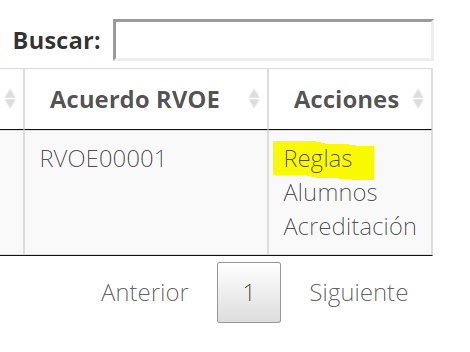 Buscar:
Acuerdo RVOE Acciones
RVOE00001 Reglas
Alumnos
Acreditación
Anterior 1 Siguiente